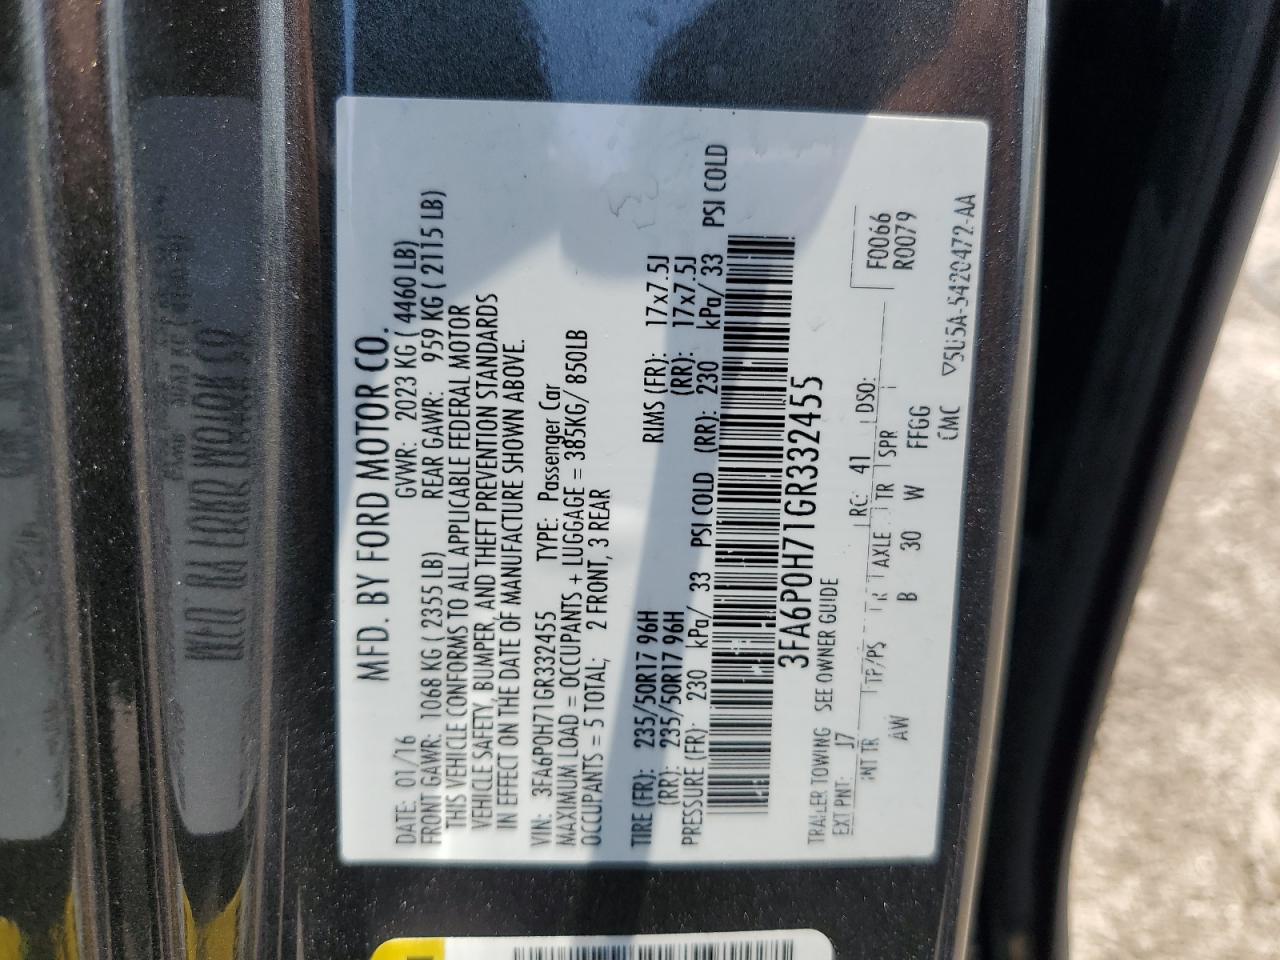 MFD. BY FORD MOTOR CO.
DATE: 01/16 GVWR: 2023 KG ( 4460 LB)
FRONT GAWR: 1068 KG ( 2355 LB) REAR GAWR: 959 KG ( 2115 LB)
THIS VEHICLE CONFORMS TO ALL APPLICABLE FEDERAL MOTOR
VEHICLE SAFETY, BUMPER, AND THEFT PREVENTION STANDARDS
IN EFFECT ON THE DATE OF MANUFACTURE SHOWN ABOVE.
VIN: 3FA6P0H71GR332455 TYPE: Passenger Car
MAXIMUM LOAD = OCCUPANTS + LUGGAGE = 385KG/ 850LB
OCCUPANTS = 5 TOTAL; 2 FRONT, 3 REAR
TIRE (FR): 235/50R17 96H RIMS (FR): 17x7.5J
(RR): 235/50R17 96H (RR): 17x7.5J
PRESSURE (FR): 230 kPa/ 33 PSI COLD (RR): 230 kPa/ 33 PSI COLD
3FA6P0H71GR332455
TRAILER TOWING SEE OWNER GUIDE
EXT PNT: J7 RC: 41 DSO: F0066
INT TR TP/PS R AXLE TR SPR R0079
AW B 30 W FFGG
CMC ▽5U5A-5420472-AA